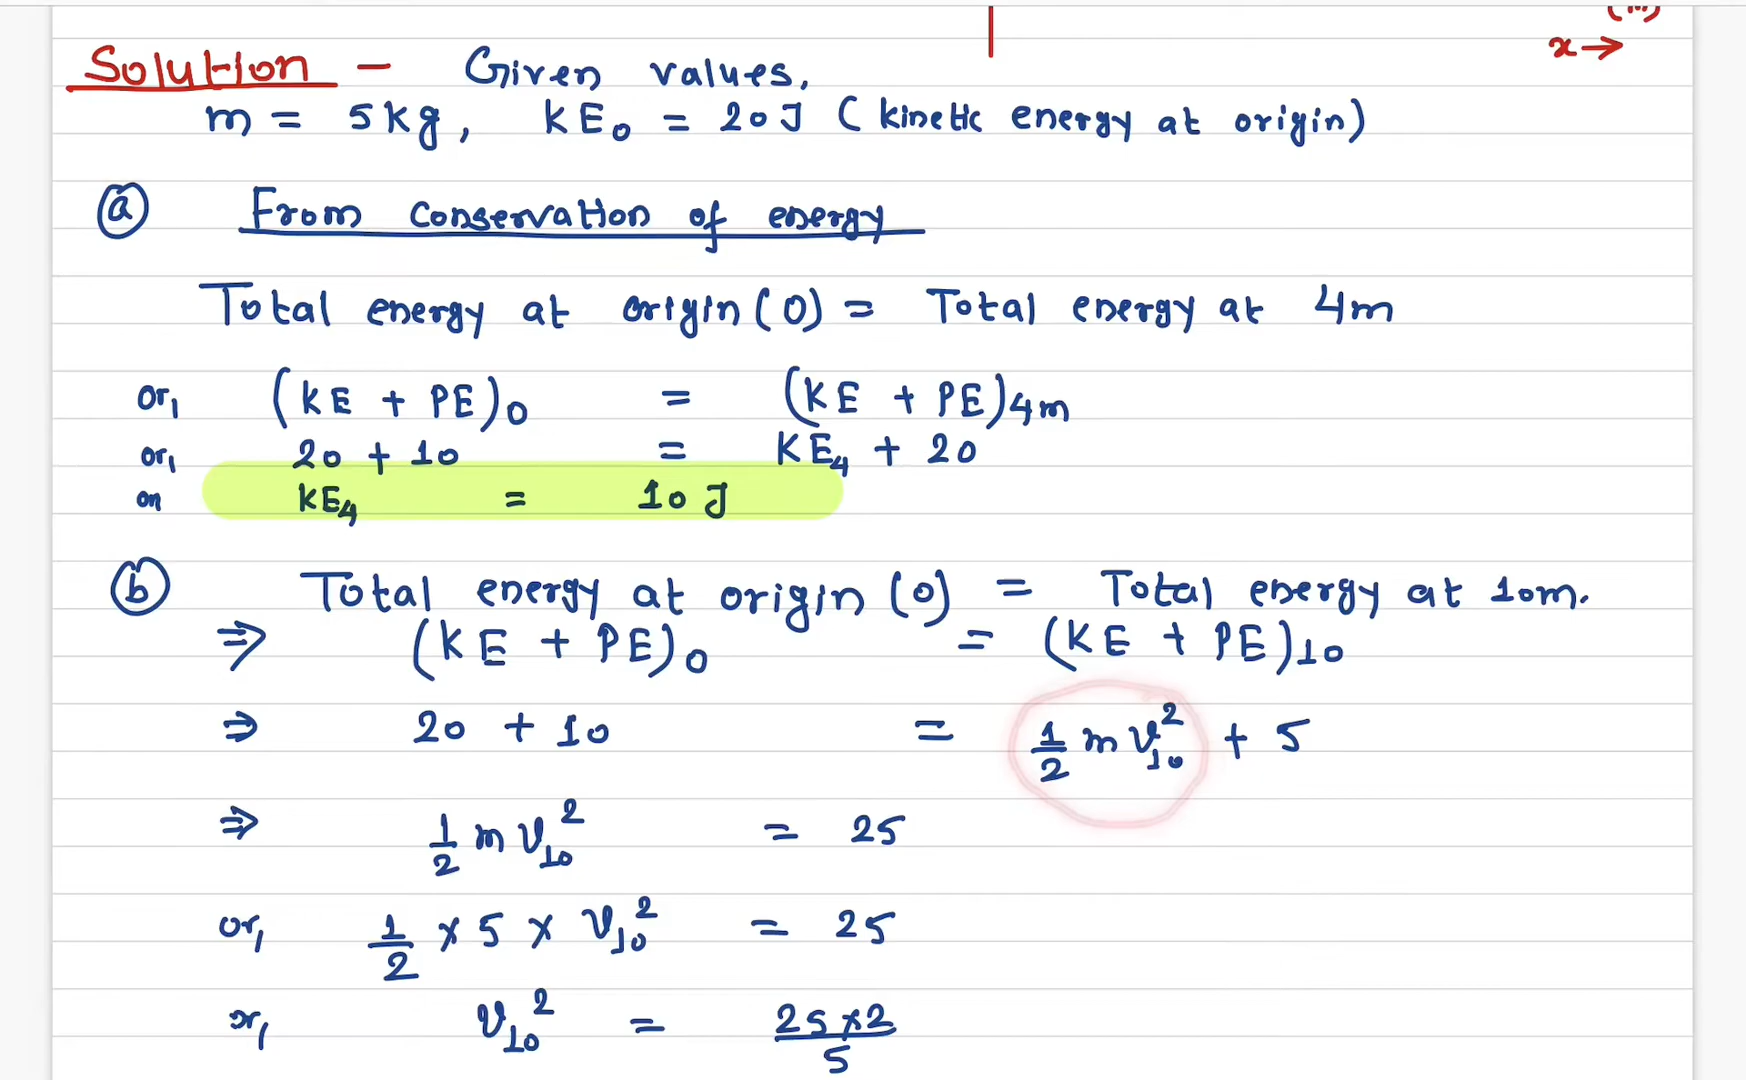 (m)
x →
Solution - Given values,
m = 5kg, KE₀ = 20J (kinetic energy at origin)
(a) From conservation of energy
Total energy at origin(0) = Total energy at 4m
or, (KE + PE)₀ = (KE + PE)₄ₘ
or, 20 + 10 = KE₄ + 20
or KE₄ = 10 J
(b) Total energy at origin (0) = Total energy at 10m.
⇒ (KE + PE)₀ = (KE + PE)₁₀
⇒ 20 + 10 = 1/2 m v₁₀² + 5
⇒ 1/2 m v₁₀² = 25
or, 1/2 × 5 × v₁₀² = 25
or, v₁₀² = 25×2/5